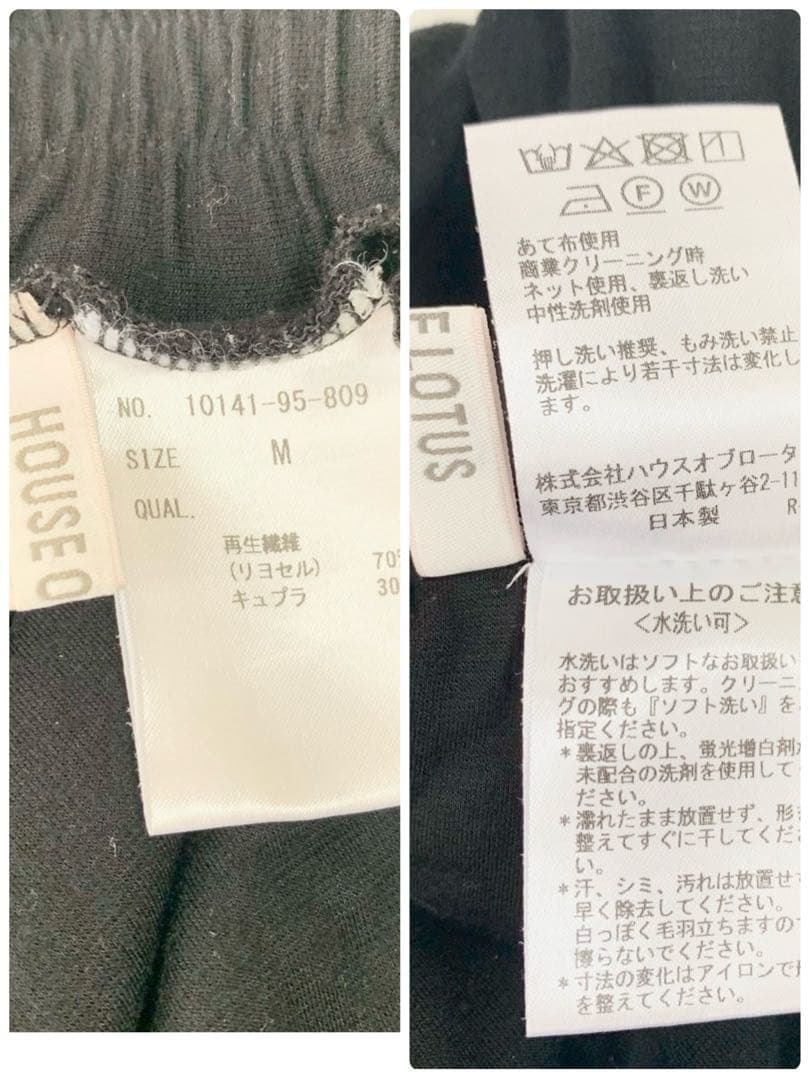 HOUSE O
NO. 10141-95-809
SIZE M
QUAL.
再生繊維
(リヨセル) 70%
キュプラ 30
F LOTUS
F W
あて布使用
商業クリーニング時
ネット使用、裏返し洗い
中性洗剤使用
押し洗い推奨、もみ洗い禁止
洗濯により若干寸法は変化し
ます。
株式会社ハウスオブロータ
東京都渋谷区千駄ケ谷2-11
日本製 R
お取扱い上のご注意
<水洗い可>
水洗いはソフトなお取扱い
おすすめします。クリーニ
グの際も『ソフト洗い』を
指定ください。
*裏返しの上、蛍光増白剤
未配合の洗剤を使用して
ださい。
*濡れたまま放置せず、形
整えてすぐに干してくだ
い。
*汗、シミ、汚れは放置せ
早く除去してください。
白っぽく毛羽立ちますの
擦らないでください。
*寸法の変化はアイロンで
を整えてください。